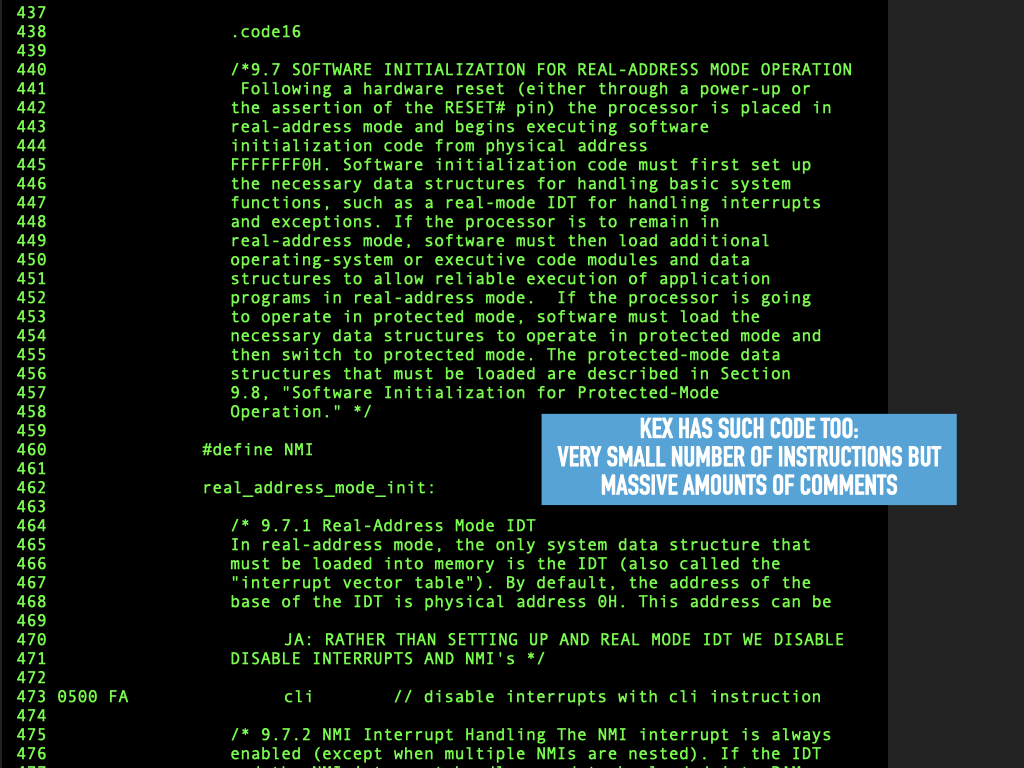 437
438 .code16
439
440 /*9.7 SOFTWARE INITIALIZATION FOR REAL-ADDRESS MODE OPERATION
441 Following a hardware reset (either through a power-up or
442 the assertion of the RESET# pin) the processor is placed in
443 real-address mode and begins executing software
444 initialization code from physical address
445 FFFFFFF0H. Software initialization code must first set up
446 the necessary data structures for handling basic system
447 functions, such as a real-mode IDT for handling interrupts
448 and exceptions. If the processor is to remain in
449 real-address mode, software must then load additional
450 operating-system or executive code modules and data
451 structures to allow reliable execution of application
452 programs in real-address mode.  If the processor is going
453 to operate in protected mode, software must load the
454 necessary data structures to operate in protected mode and
455 then switch to protected mode. The protected-mode data
456 structures that must be loaded are described in Section
457 9.8, "Software Initialization for Protected-Mode
458 Operation." */
459
460 #define NMI
461
462 real_address_mode_init:
463
KEX HAS SUCH CODE TOO:
VERY SMALL NUMBER OF INSTRUCTIONS BUT
MASSIVE AMOUNTS OF COMMENTS
464 /* 9.7.1 Real-Address Mode IDT
465 In real-address mode, the only system data structure that
466 must be loaded into memory is the IDT (also called the
467 "interrupt vector table"). By default, the address of the
468 base of the IDT is physical address 0H. This address can be
469
470 JA: RATHER THAN SETTING UP AND REAL MODE IDT WE DISABLE
471 DISABLE INTERRUPTS AND NMI's */
472
473 0500 FA cli // disable interrupts with cli instruction
474
475 /* 9.7.2 NMI Interrupt Handling The NMI interrupt is always
476 enabled (except when multiple NMIs are nested). If the IDT